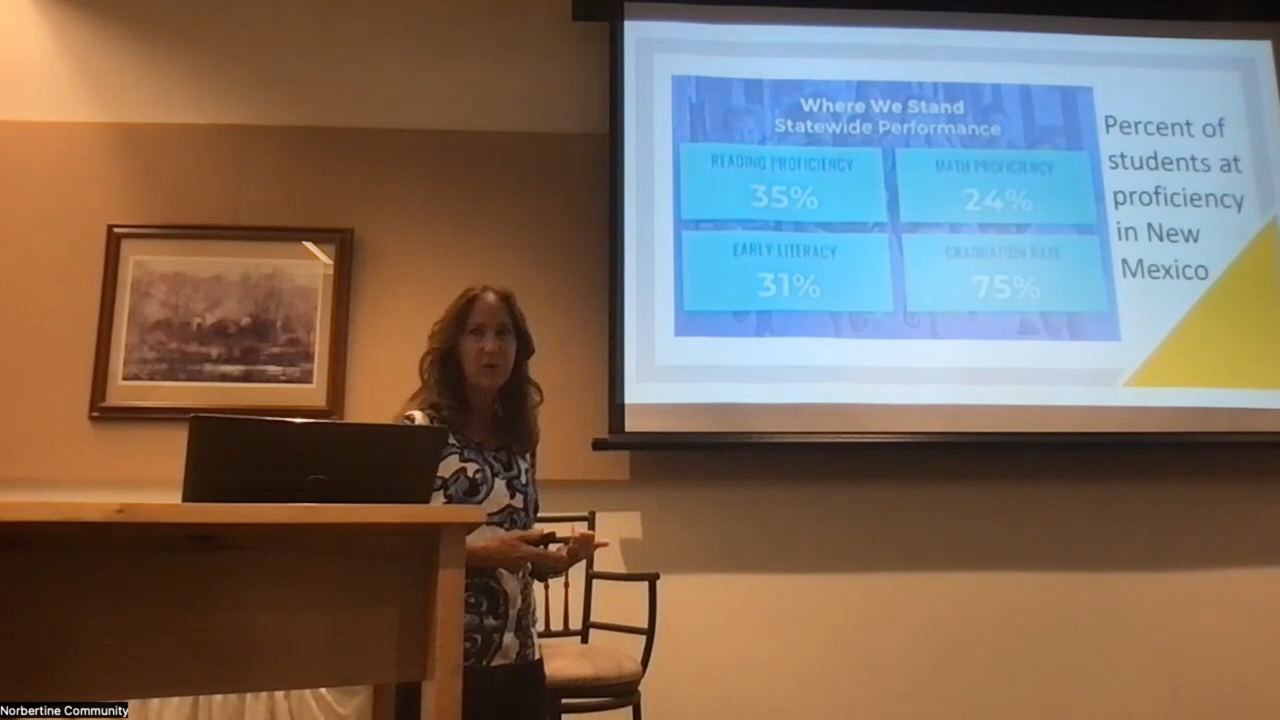 Where We Stand
Statewide Performance
READING PROFICIENCY
35%
MATH PROFICIENCY
24%
EARLY LITERACY
31%
GRADUATION RATE
75%
Percent of
students at
proficiency
in New
Mexico
Norbertine Community